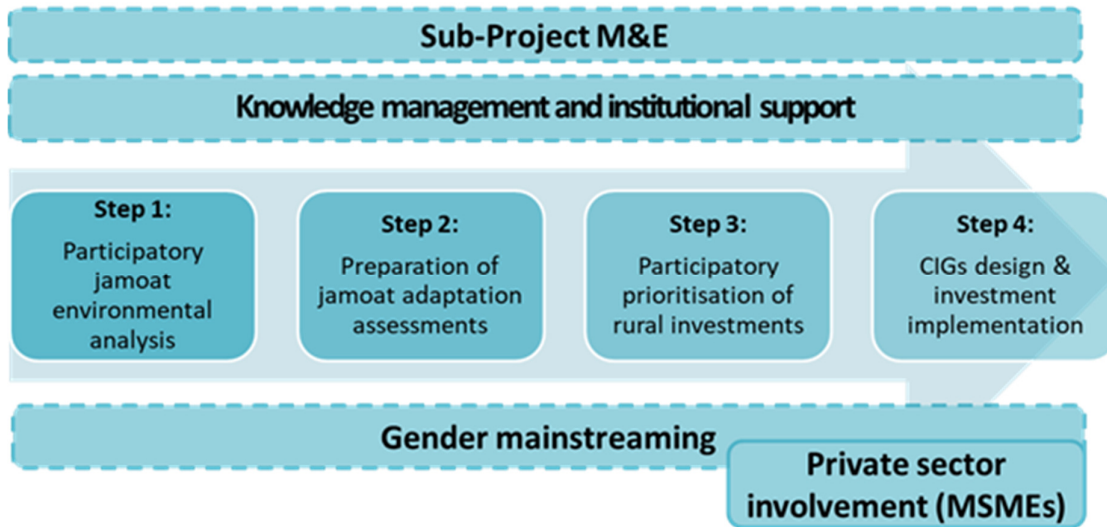 Sub-Project M&E
Knowledge management and institutional support
Step 1:
Participatory
jamoat
environmental
analysis
Step 2:
Preparation of
jamoat adaptation
assessments
Step 3:
Participatory
prioritisation of
rural investments
Step 4:
CIGs design &
investment
implementation
Gender mainstreaming
Private sector
involvement (MSMEs)